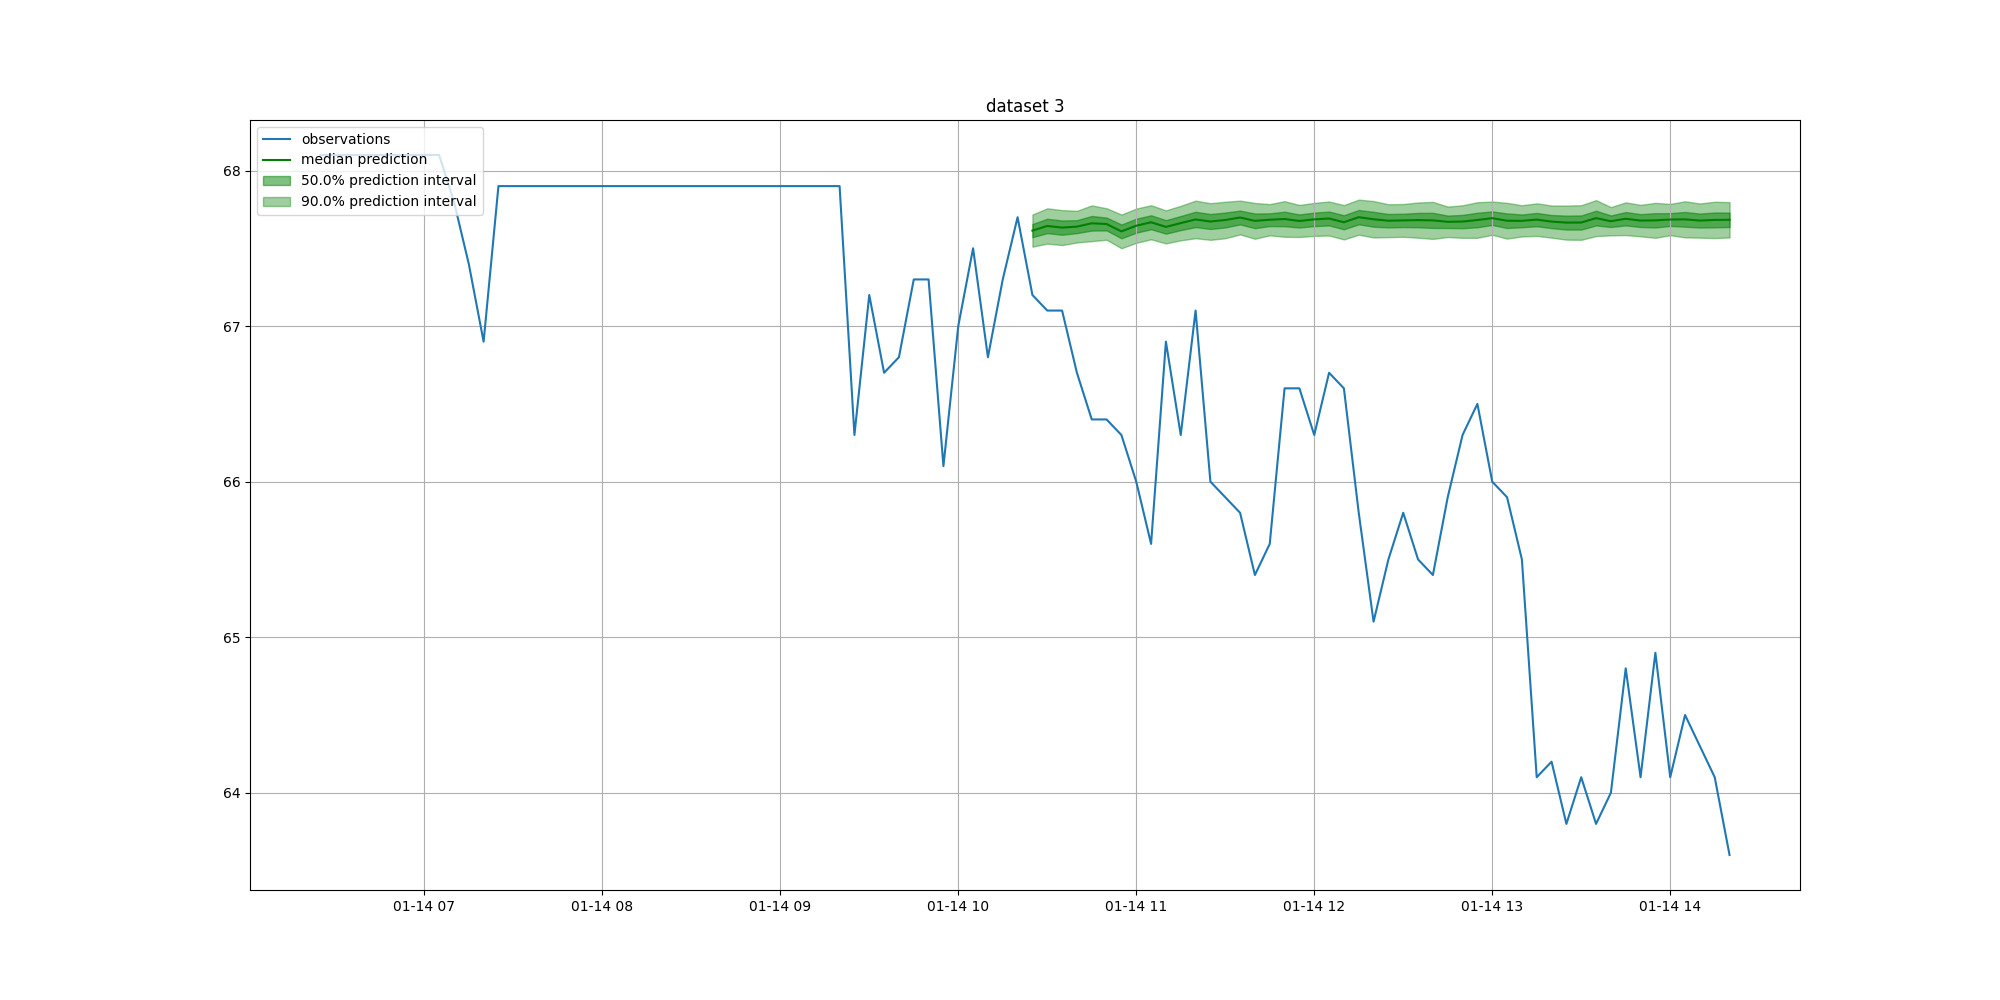 dataset 3
observations
median prediction
50.0% prediction interval
90.0% prediction interval
68
67
66
65
64
01-14 07 01-14 08 01-14 09 01-14 10 01-14 11 01-14 12 01-14 13 01-14 14